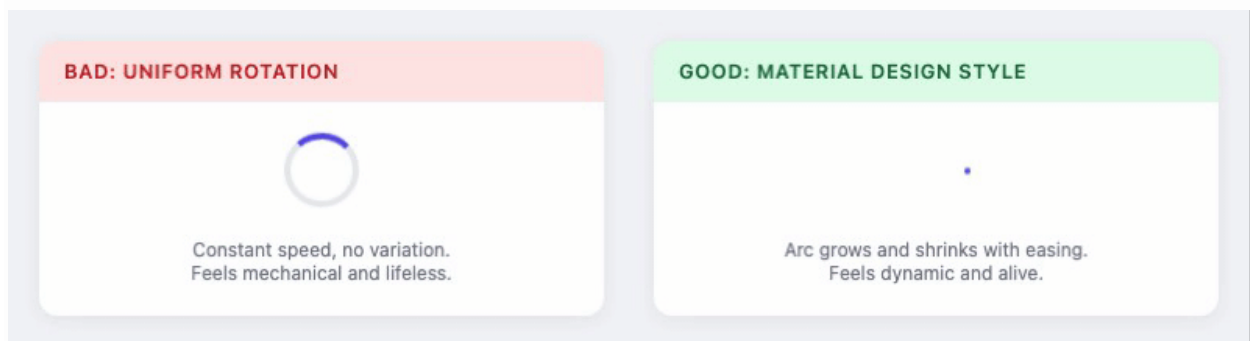 BAD: UNIFORM ROTATION
Constant speed, no variation.
Feels mechanical and lifeless.
GOOD: MATERIAL DESIGN STYLE
Arc grows and shrinks with easing.
Feels dynamic and alive.